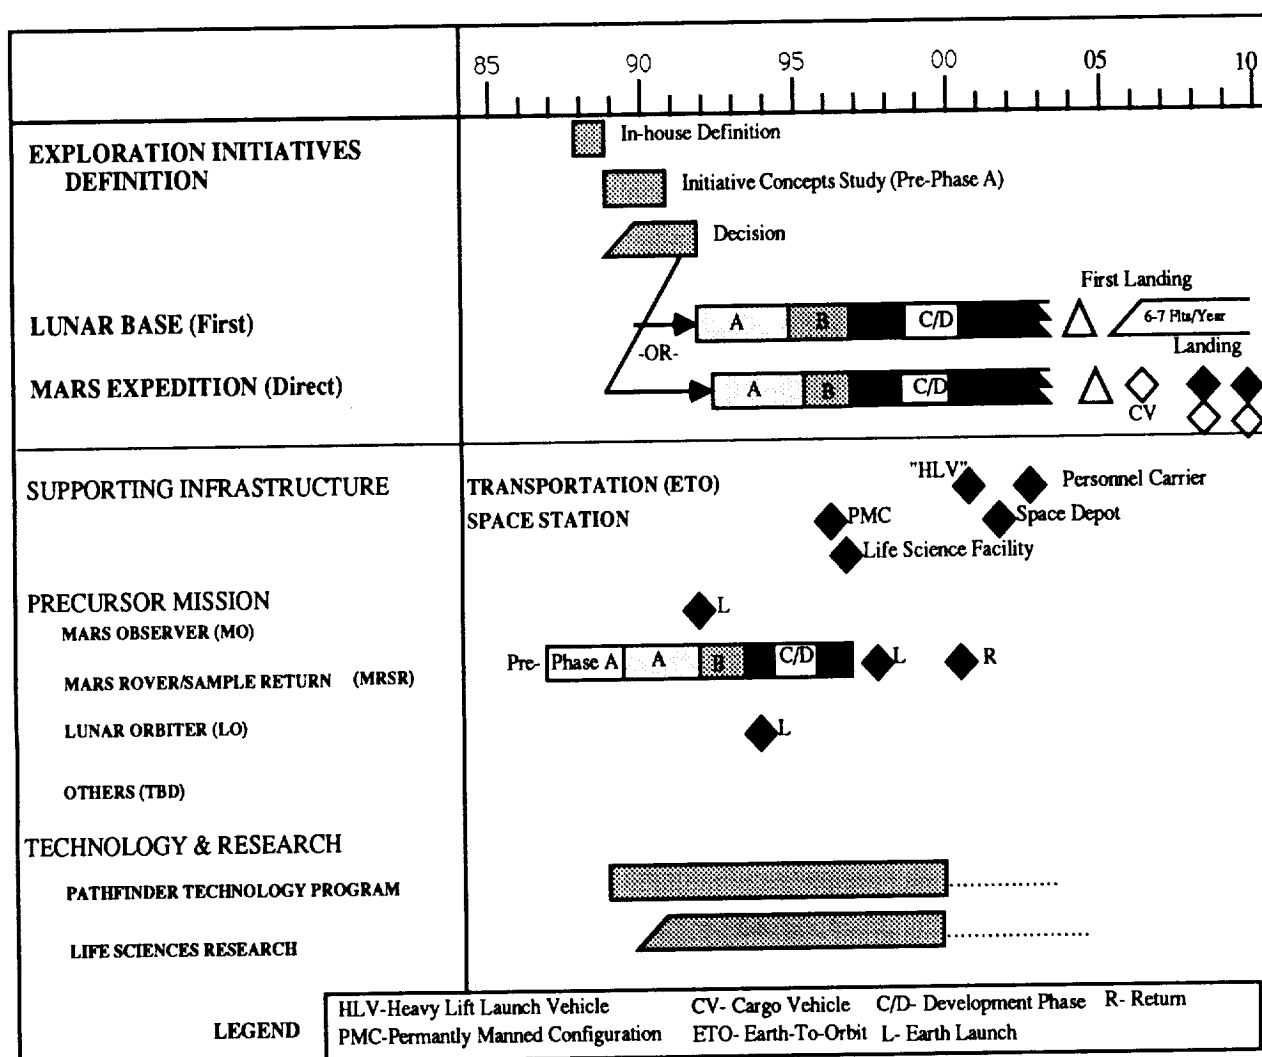 85 90 95 00 05 10
In-house Definition
EXPLORATION INITIATIVES
DEFINITION
Initiative Concepts Study (Pre-Phase A)
Decision
First Landing
LUNAR BASE (First)
A B C/D 6-7 Flts/Year
-OR-
Landing
MARS EXPEDITION (Direct)
A B C/D
CV
SUPPORTING INFRASTRUCTURE
TRANSPORTATION (ETO)
"HLV" Personnel Carrier
SPACE STATION
PMC Space Depot
Life Science Facility
PRECURSOR MISSION
L
MARS OBSERVER (MO)
Pre- Phase A A B C/D L R
MARS ROVER/SAMPLE RETURN (MRSR)
LUNAR ORBITER (LO)
L
OTHERS (TBD)
TECHNOLOGY & RESEARCH
PATHFINDER TECHNOLOGY PROGRAM
LIFE SCIENCES RESEARCH
LEGEND
HLV-Heavy Lift Launch Vehicle CV- Cargo Vehicle C/D- Development Phase R- Return
PMC-Permantly Manned Configuration ETO- Earth-To-Orbit L- Earth Launch